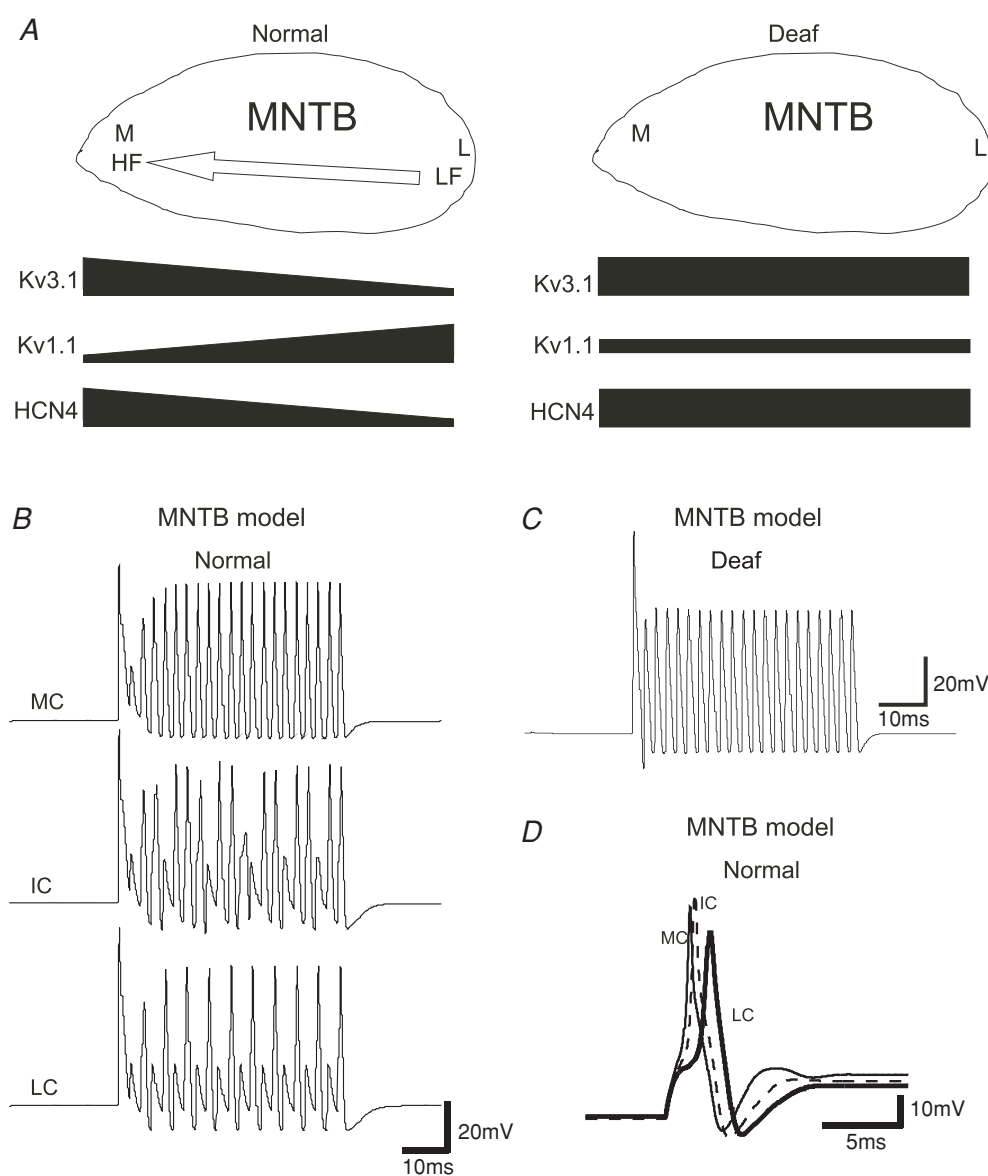 A
Normal
MNTB
M
HF
L
LF
Kv3.1
Kv1.1
HCN4
Deaf
MNTB
M
L
Kv3.1
Kv1.1
HCN4
B
MNTB model
Normal
MC
IC
LC
20mV
10ms
C
MNTB model
Deaf
20mV
10ms
D
MNTB model
Normal
IC
MC
LC
10mV
5ms